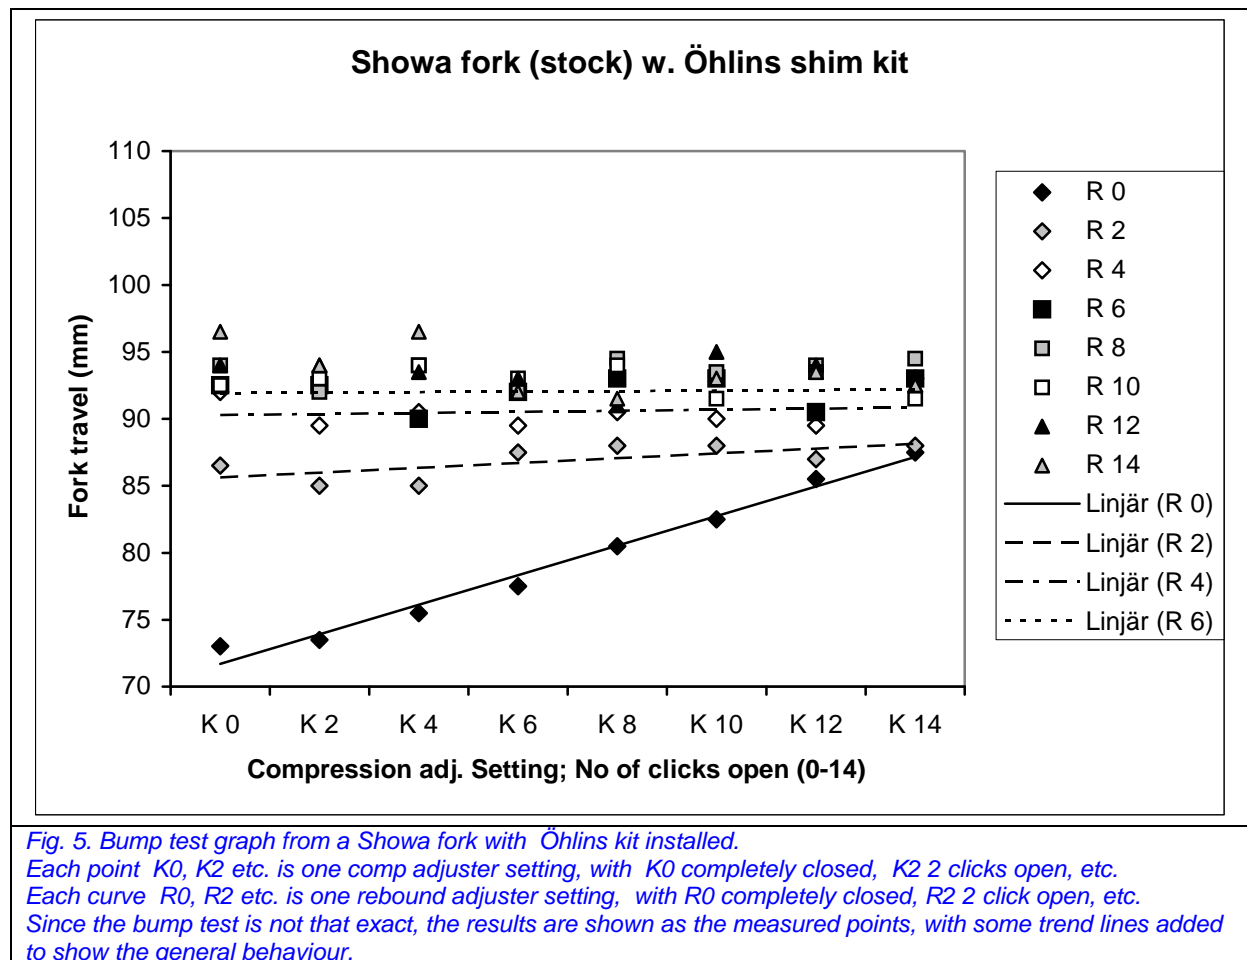 Showa fork (stock) w. Öhlins shim kit
110
105
100
95
90
85
80
75
70
Fork travel (mm)
K 0 K 2 K 4 K 6 K 8 K 10 K 12 K 14
Compression adj. Setting; No of clicks open (0-14)
R 0
R 2
R 4
R 6
R 8
R 10
R 12
R 14
Linjär (R 0)
Linjär (R 2)
Linjär (R 4)
Linjär (R 6)
Fig. 5. Bump test graph from a Showa fork with Öhlins kit installed.
Each point K0, K2 etc. is one comp adjuster setting, with K0 completely closed, K2 2 clicks open, etc.
Each curve R0, R2 etc. is one rebound adjuster setting, with R0 completely closed, R2 2 click open, etc.
Since the bump test is not that exact, the results are shown as the measured points, with some trend lines added
to show the general behaviour.